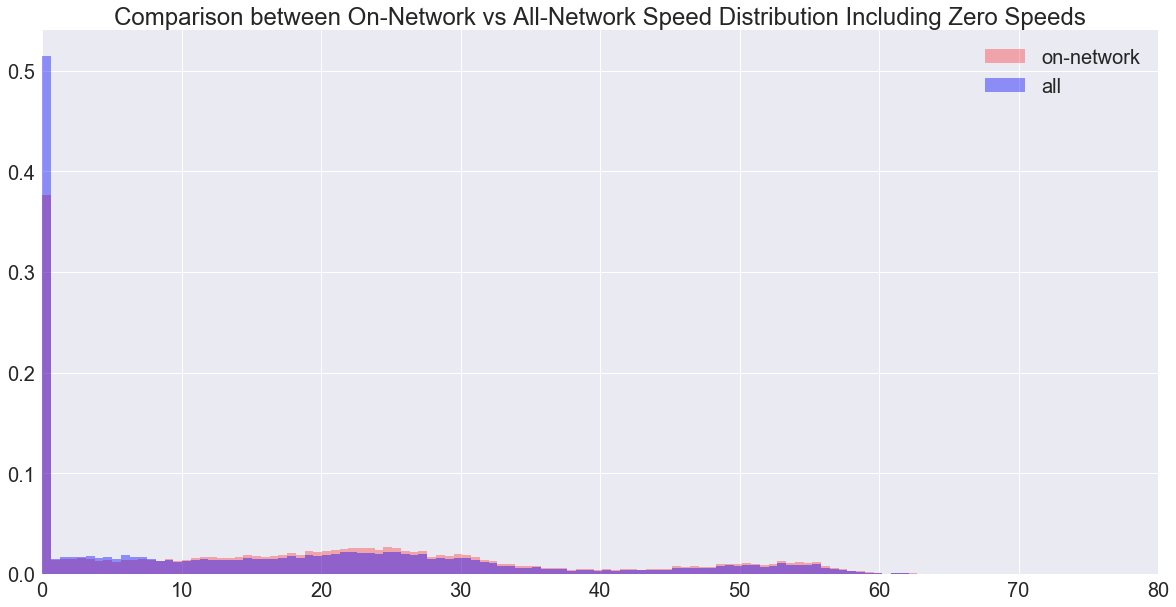 Comparison between On-Network vs All-Network Speed Distribution Including Zero Speeds
on-network
all
0.5
0.4
0.3
0.2
0.1
0.0
0 10 20 30 40 50 60 70 80